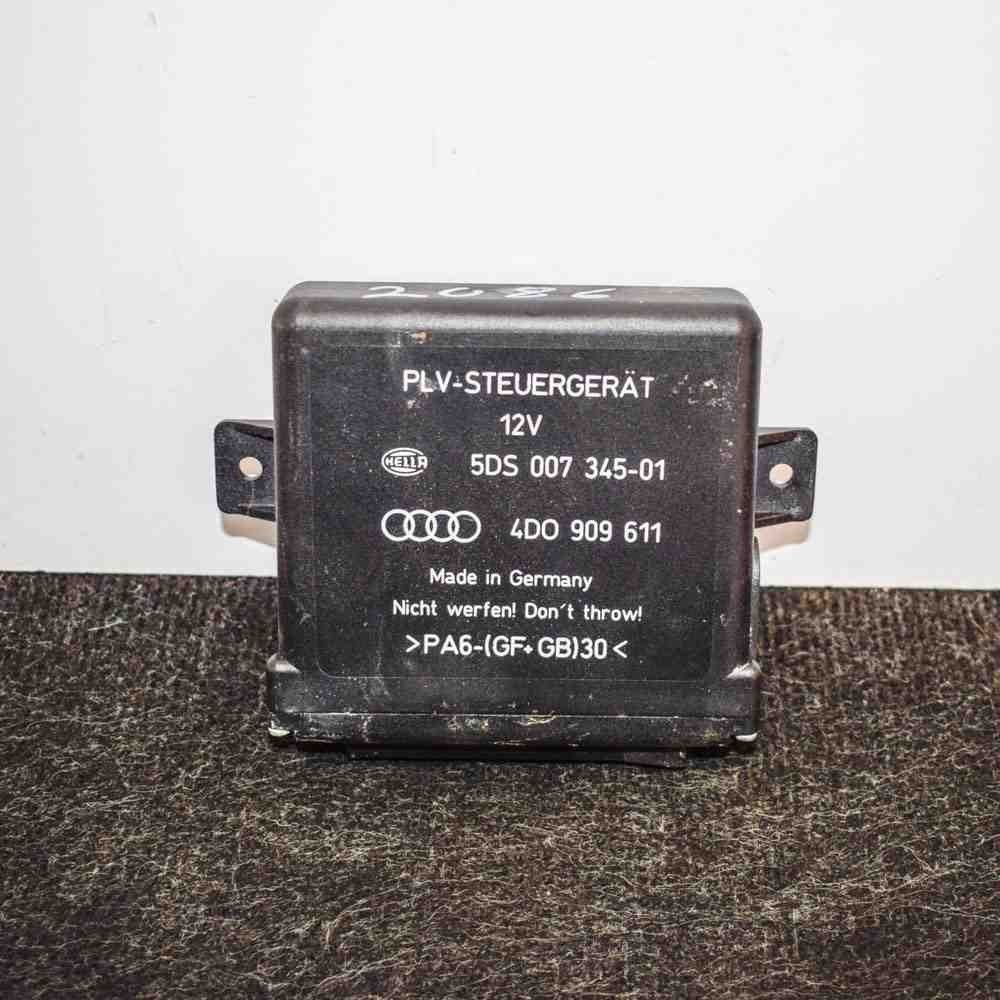 2086
PLV-STEUERGERÄT
12V
HELLA 5DS 007 345-01
4D0 909 611
Made in Germany
Nicht werfen! Don't throw!
>PA6-(GF+GB)30<